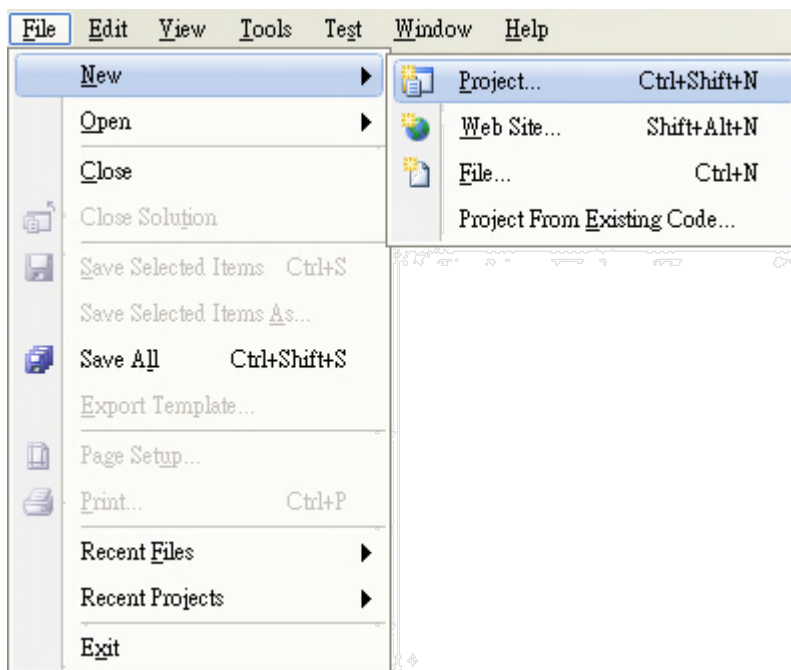 File Edit View Tools Test Window Help
New
Project... Ctrl+Shift+N
Open
Web Site... Shift+Alt+N
Close
File... Ctrl+N
Close Solution
Project From Existing Code...
Save Selected Items Ctrl+S
Save Selected Items As...
Save All Ctrl+Shift+S
Export Template...
Page Setup...
Print... Ctrl+P
Recent Files
Recent Projects
Exit